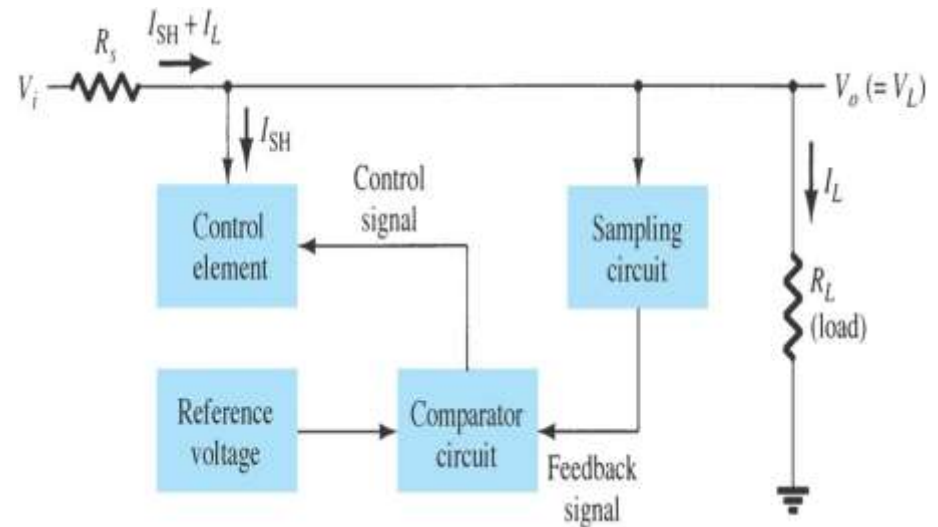 I_SH + I_L
R_s
V_i
V_o (= V_L)
I_SH
Control
signal
I_L
Control
element
Sampling
circuit
R_L
(load)
Reference
voltage
Comparator
circuit
Feedback
signal